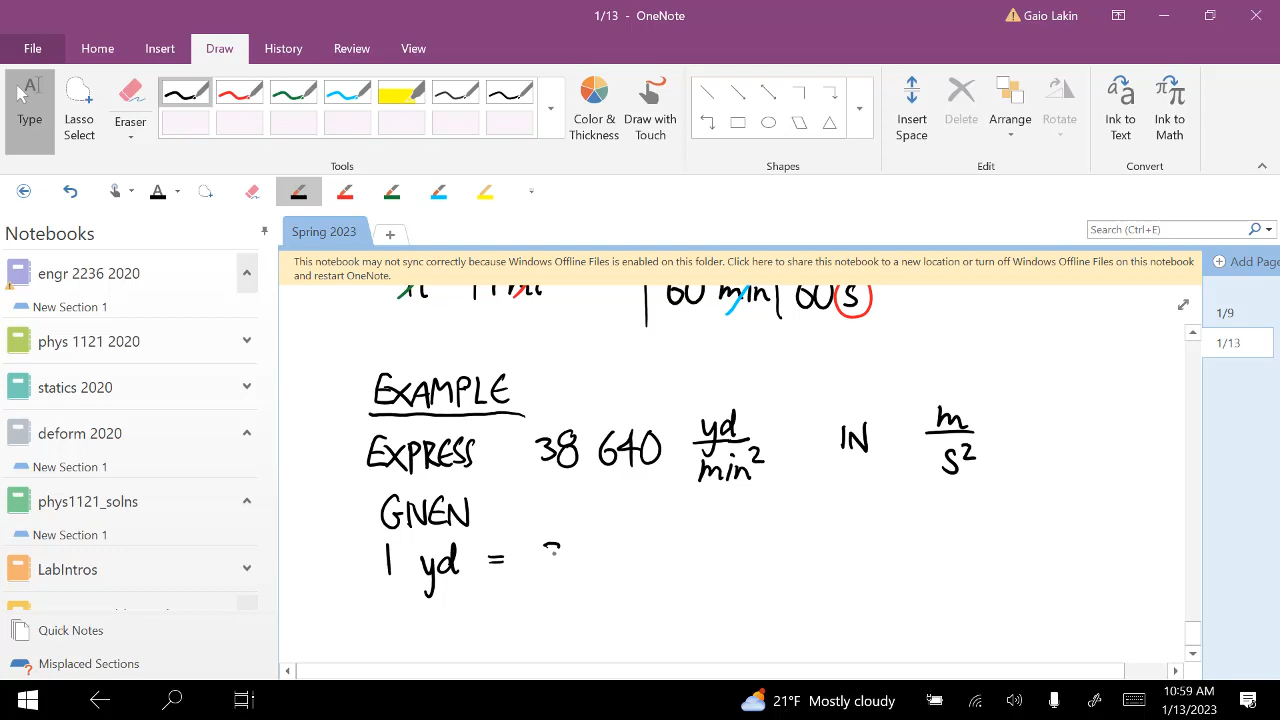 1/13 - OneNote
Gaio Lakin
File Home Insert Draw History Review View
Type
Lasso Select
Eraser
Color & Thickness
Draw with Touch
Insert Space
Delete
Arrange
Rotate
Ink to Text
Ink to Math
Tools Shapes Edit Convert
Notebooks
Spring 2023
Search (Ctrl+E)
This notebook may not sync correctly because Windows Offline Files is enabled on this folder. Click here to share this notebook to a new location or turn off Windows Offline Files on this notebook
and restart OneNote.
Add Page
1/9
1/13
engr 2236 2020
New Section 1
phys 1121 2020
statics 2020
deform 2020
New Section 1
phys1121_solns
New Section 1
LabIntros
Quick Notes
Misplaced Sections
60 min 60 s
EXAMPLE
EXPRESS 38 640 yd/min² IN m/s²
GIVEN
1 yd =
21°F Mostly cloudy
10:59 AM
1/13/2023